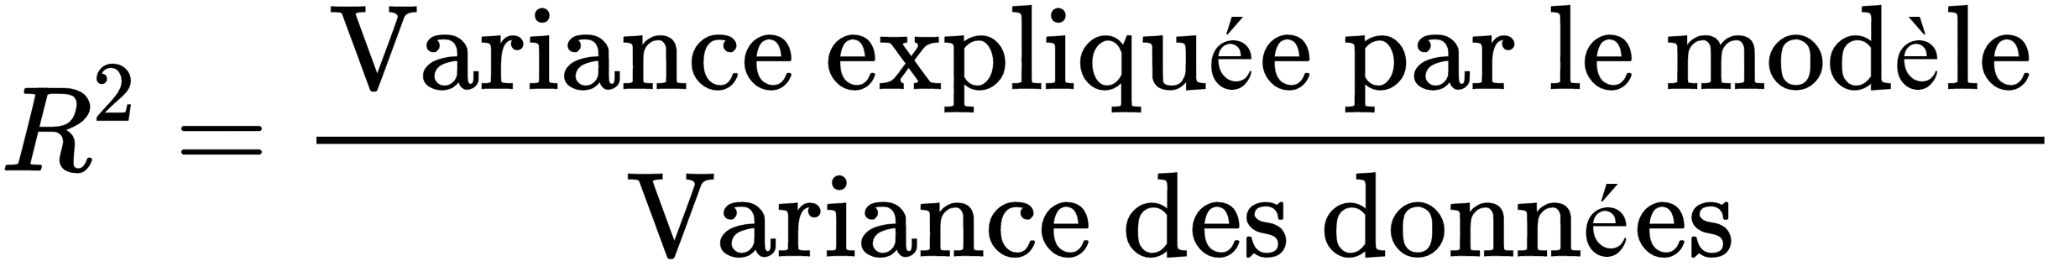 Variance expliquée par le modèle
R² =
Variance des données